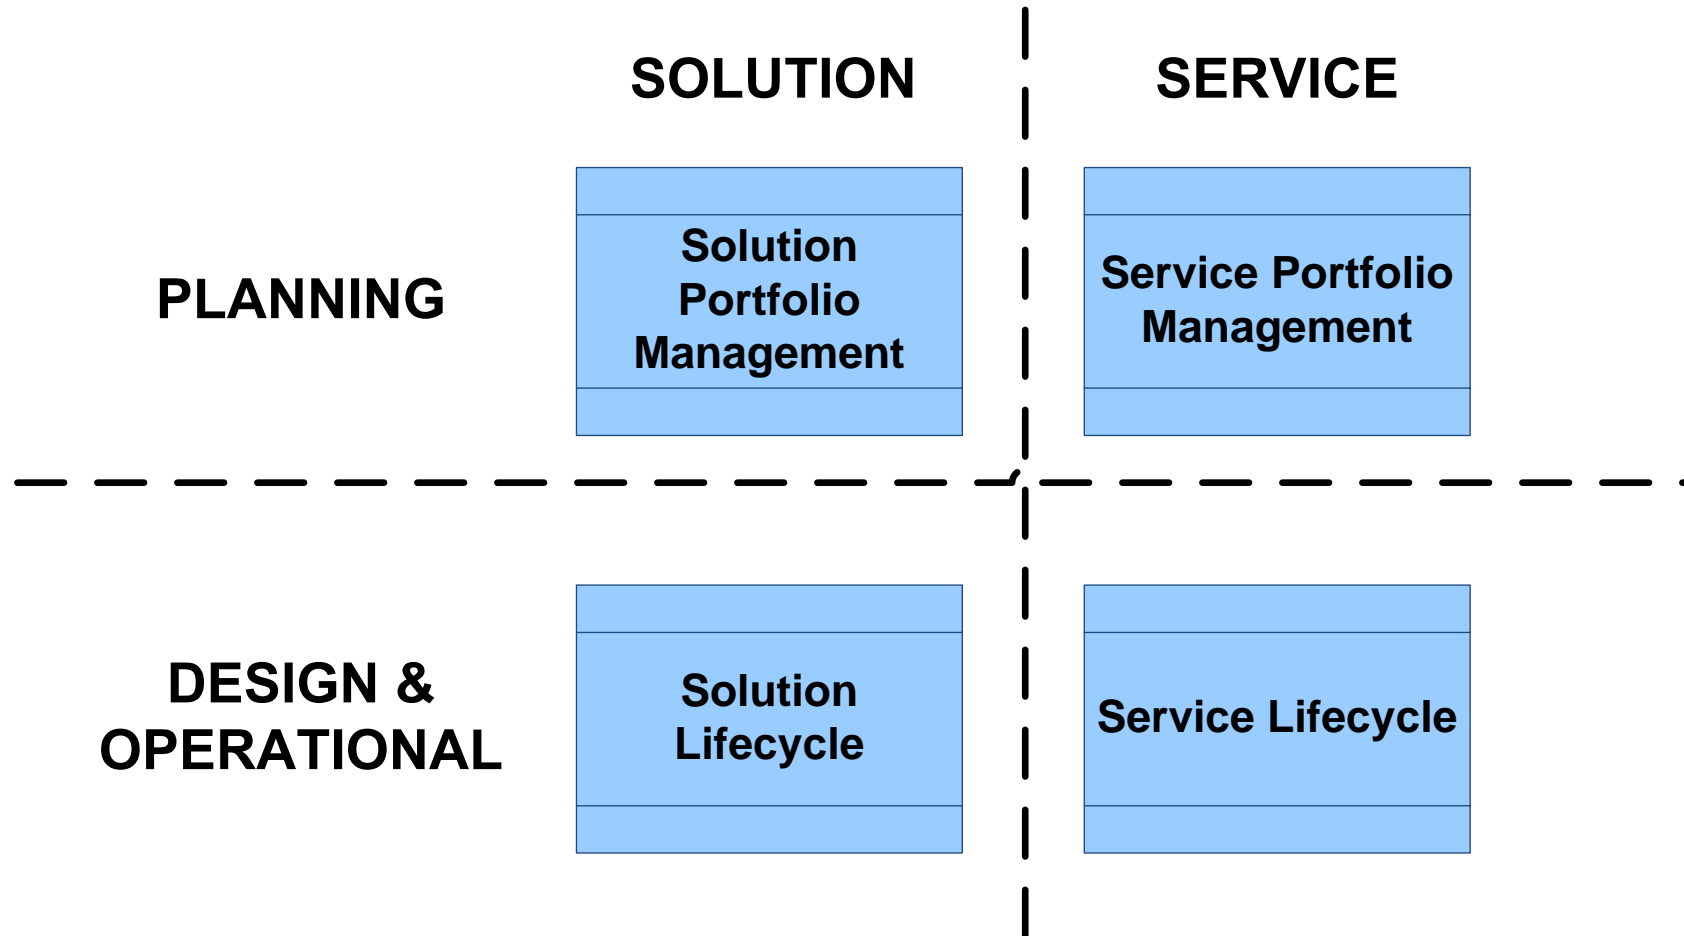 SOLUTION
SERVICE
PLANNING
Solution
Portfolio
Management
Service Portfolio
Management
DESIGN &
OPERATIONAL
Solution
Lifecycle
Service Lifecycle